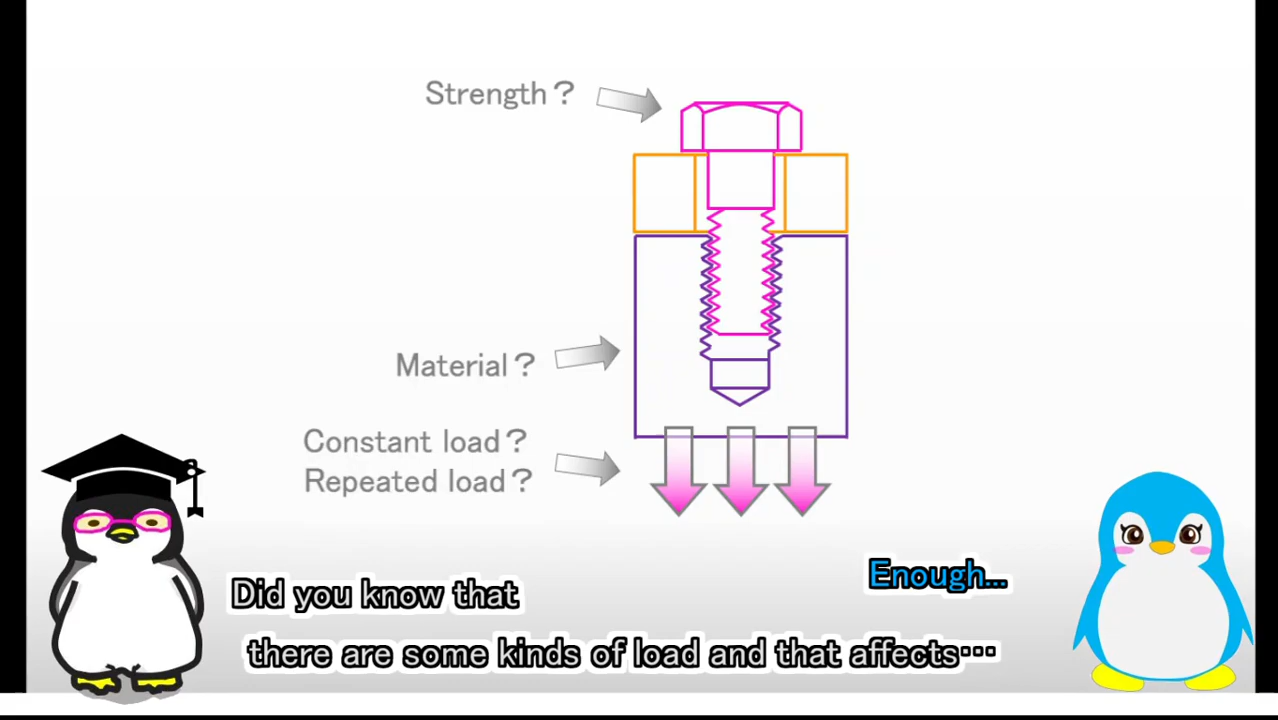 Strength？
Material？
Constant load？
Repeated load？
Enough...
Did you know that
there are some kinds of load and that affects…